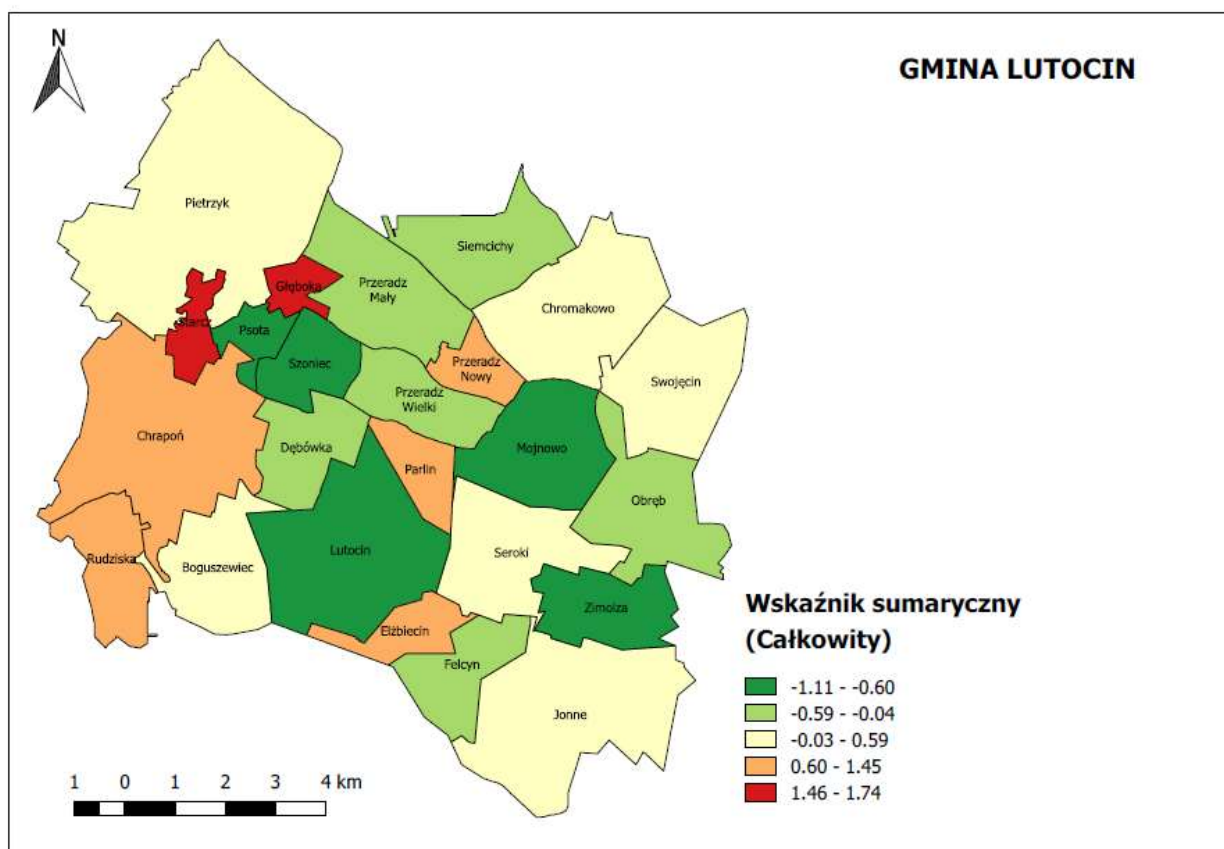 N
GMINA LUTOCIN
Pietrzyk
Siemcichy
Głęboka
Przeradz
Mały
Chromakowo
Starcz
Psota
Szoniec
Przeradz
Nowy
Swojęcin
Przeradz
Wielki
Chrapoń
Dębówka
Parlin
Mojnowo
Obręb
Rudziska
Boguszewiec
Lutocin
Seroki
Zimolza
Elżbiecin
Felcyn
Jonne
Wskaźnik sumaryczny
(Całkowity)
-1.11 - -0.60
-0.59 - -0.04
-0.03 - 0.59
0.60 - 1.45
1.46 - 1.74
1 0 1 2 3 4 km